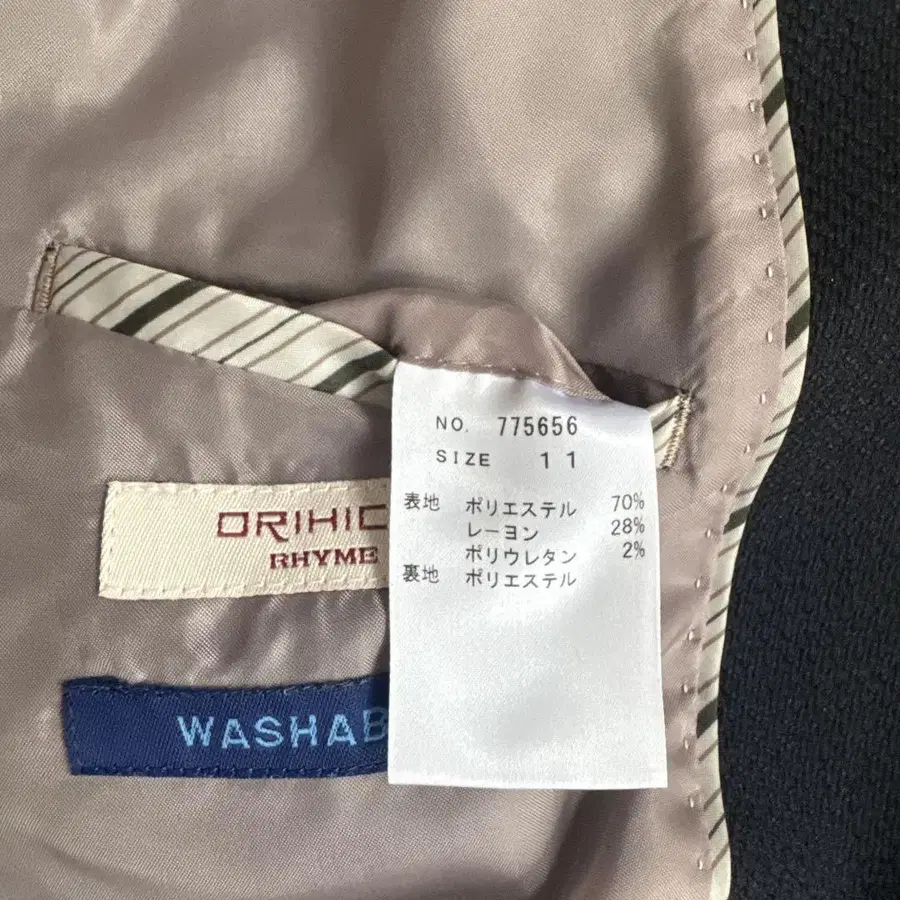 NO. 775656
SIZE 11
表地 ポリエステル 70%
レーヨン 28%
ポリウレタン 2%
裏地 ポリエステル
ORIHIC
RHYME
WASHAB